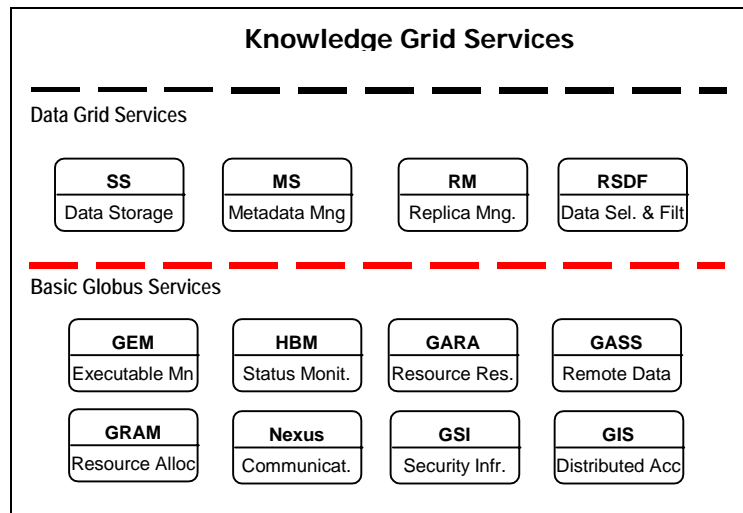 Knowledge Grid Services
Data Grid Services
SS
Data Storage
MS
Metadata Mng
RM
Replica Mng.
RSDF
Data Sel. & Filt
Basic Globus Services
GEM
Executable Mn
HBM
Status Monit.
GARA
Resource Res.
GASS
Remote Data
GRAM
Resource Alloc
Nexus
Communicat.
GSI
Security Infr.
GIS
Distributed Acc